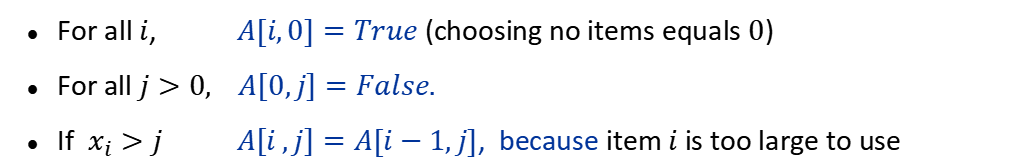 • For all i, A[i, 0] = True (choosing no items equals 0)
• For all j > 0, A[0, j] = False.
• If xᵢ > j A[i , j] = A[i − 1, j], because item i is too large to use